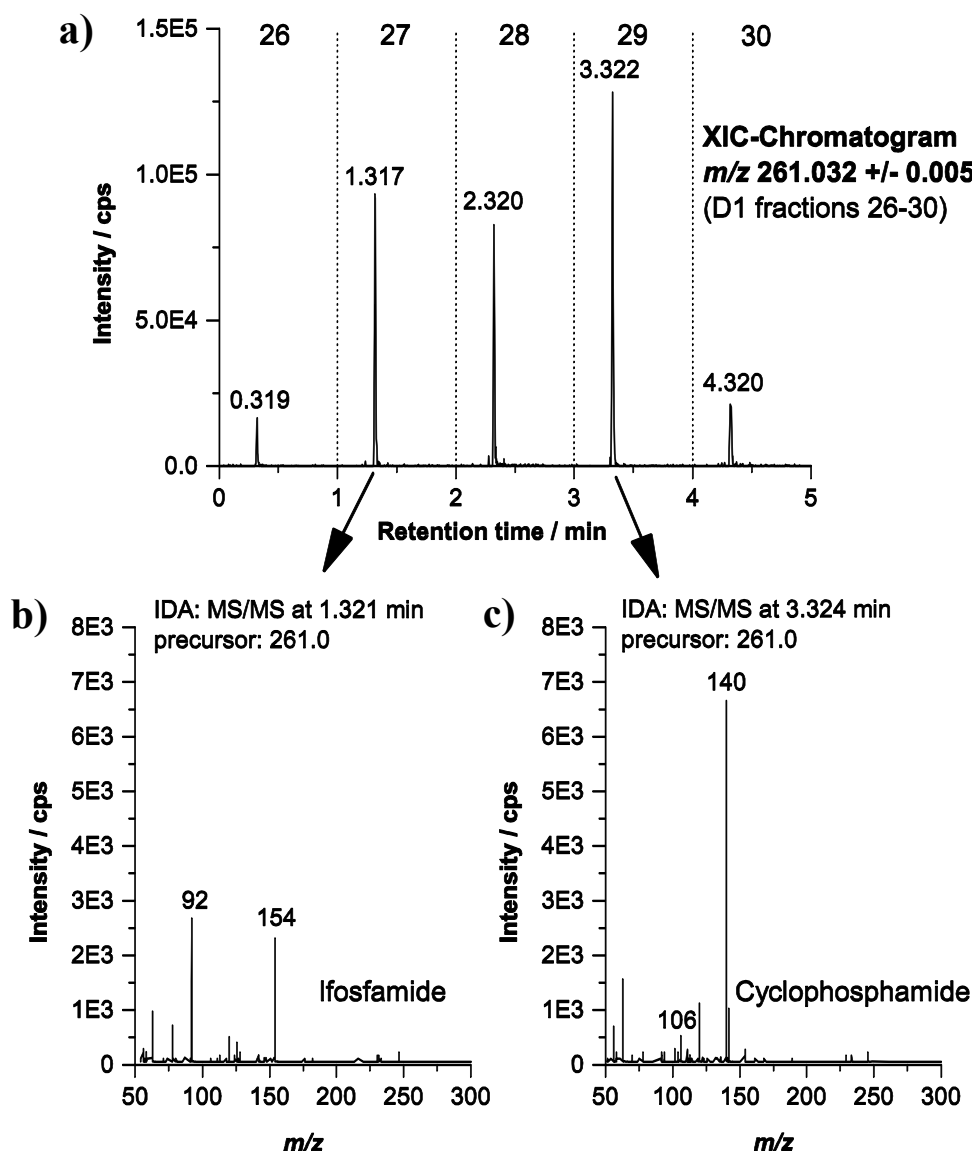 a)
26 27 28 29 30
1.5E5
1.0E5
5.0E4
0.0
Intensity / cps
0.319
1.317
2.320
3.322
4.320
XIC-Chromatogram
m/z 261.032 +/- 0.005
(D1 fractions 26-30)
0 1 2 3 4 5
Retention time / min
b)
IDA: MS/MS at 1.321 min
precursor: 261.0
8E3
7E3
6E3
5E3
4E3
3E3
2E3
1E3
0
Intensity / cps
92
154
Ifosfamide
50 100 150 200 250 300
m/z
c)
IDA: MS/MS at 3.324 min
precursor: 261.0
8E3
7E3
6E3
5E3
4E3
3E3
2E3
1E3
0
Intensity / cps
140
106
Cyclophosphamide
50 100 150 200 250 300
m/z